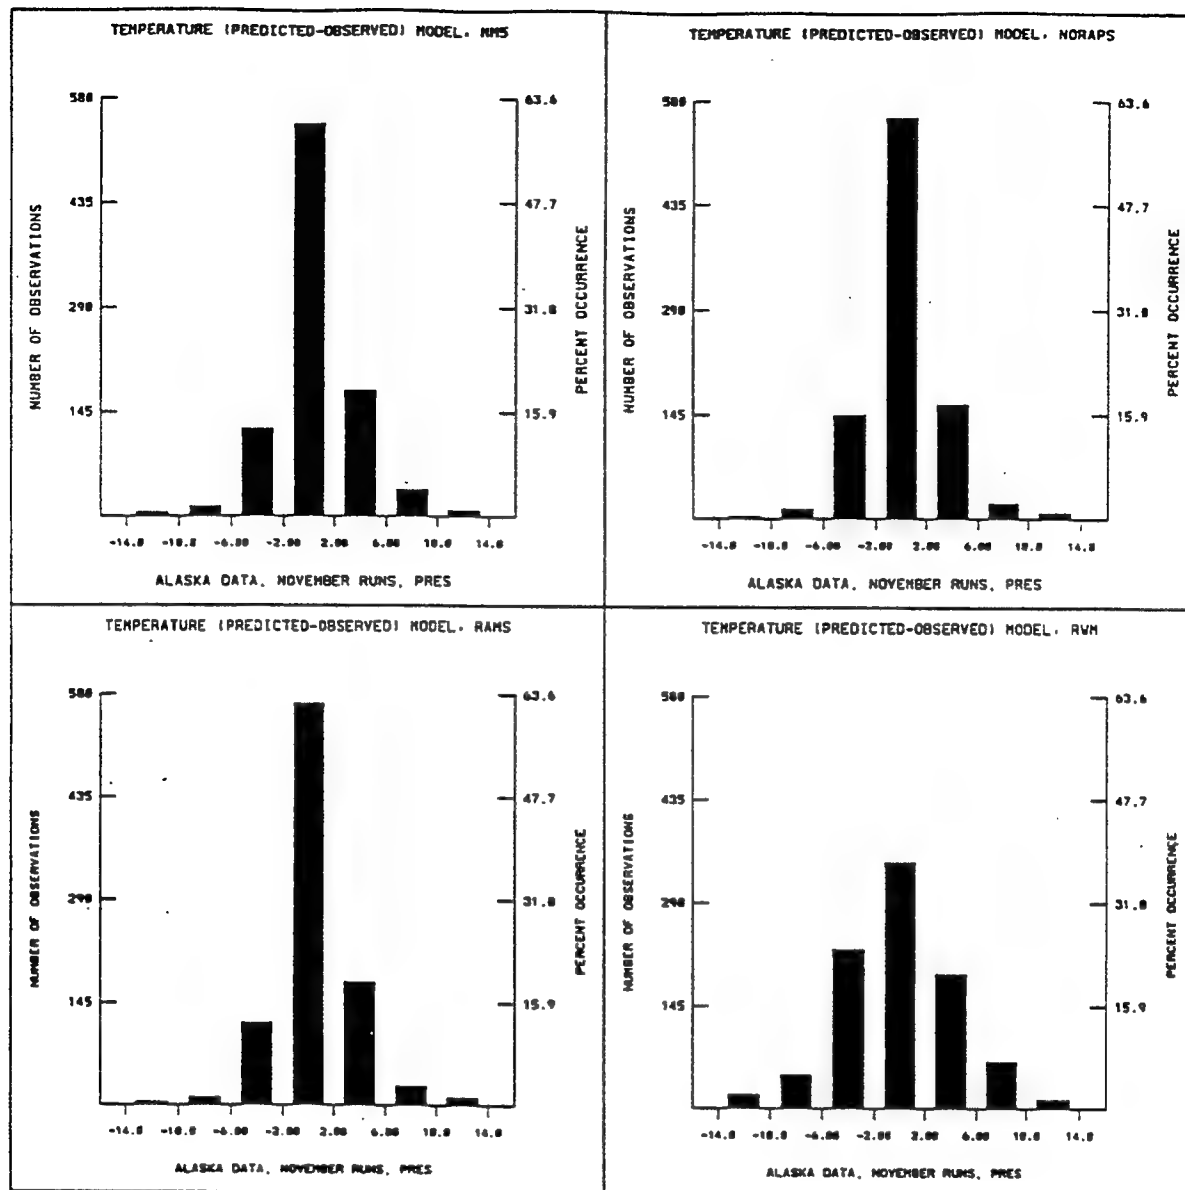 TEMPERATURE (PREDICTED-OBSERVED) MODEL. MM5
580
435
290
145
NUMBER OF OBSERVATIONS
63.6
47.7
31.8
15.9
PERCENT OCCURRENCE
-14.0 -10.0 -6.00 -2.00 2.00 6.00 10.0 14.0
ALASKA DATA, NOVEMBER RUNS, PRES
TEMPERATURE (PREDICTED-OBSERVED) MODEL. NORAPS
580
435
290
145
NUMBER OF OBSERVATIONS
63.6
47.7
31.8
15.9
PERCENT OCCURRENCE
-14.0 -10.0 -6.00 -2.00 2.00 6.00 10.0 14.0
ALASKA DATA, NOVEMBER RUNS, PRES
TEMPERATURE (PREDICTED-OBSERVED) MODEL. RAMS
580
435
290
145
NUMBER OF OBSERVATIONS
63.6
47.7
31.8
15.9
PERCENT OCCURRENCE
-14.0 -10.0 -6.00 -2.00 2.00 6.00 10.0 14.0
ALASKA DATA, NOVEMBER RUNS, PRES
TEMPERATURE (PREDICTED-OBSERVED) MODEL. RWM
580
435
290
145
NUMBER OF OBSERVATIONS
63.6
47.7
31.8
15.9
PERCENT OCCURRENCE
-14.0 -10.0 -6.00 -2.00 2.00 6.00 10.0 14.0
ALASKA DATA, NOVEMBER RUNS, PRES